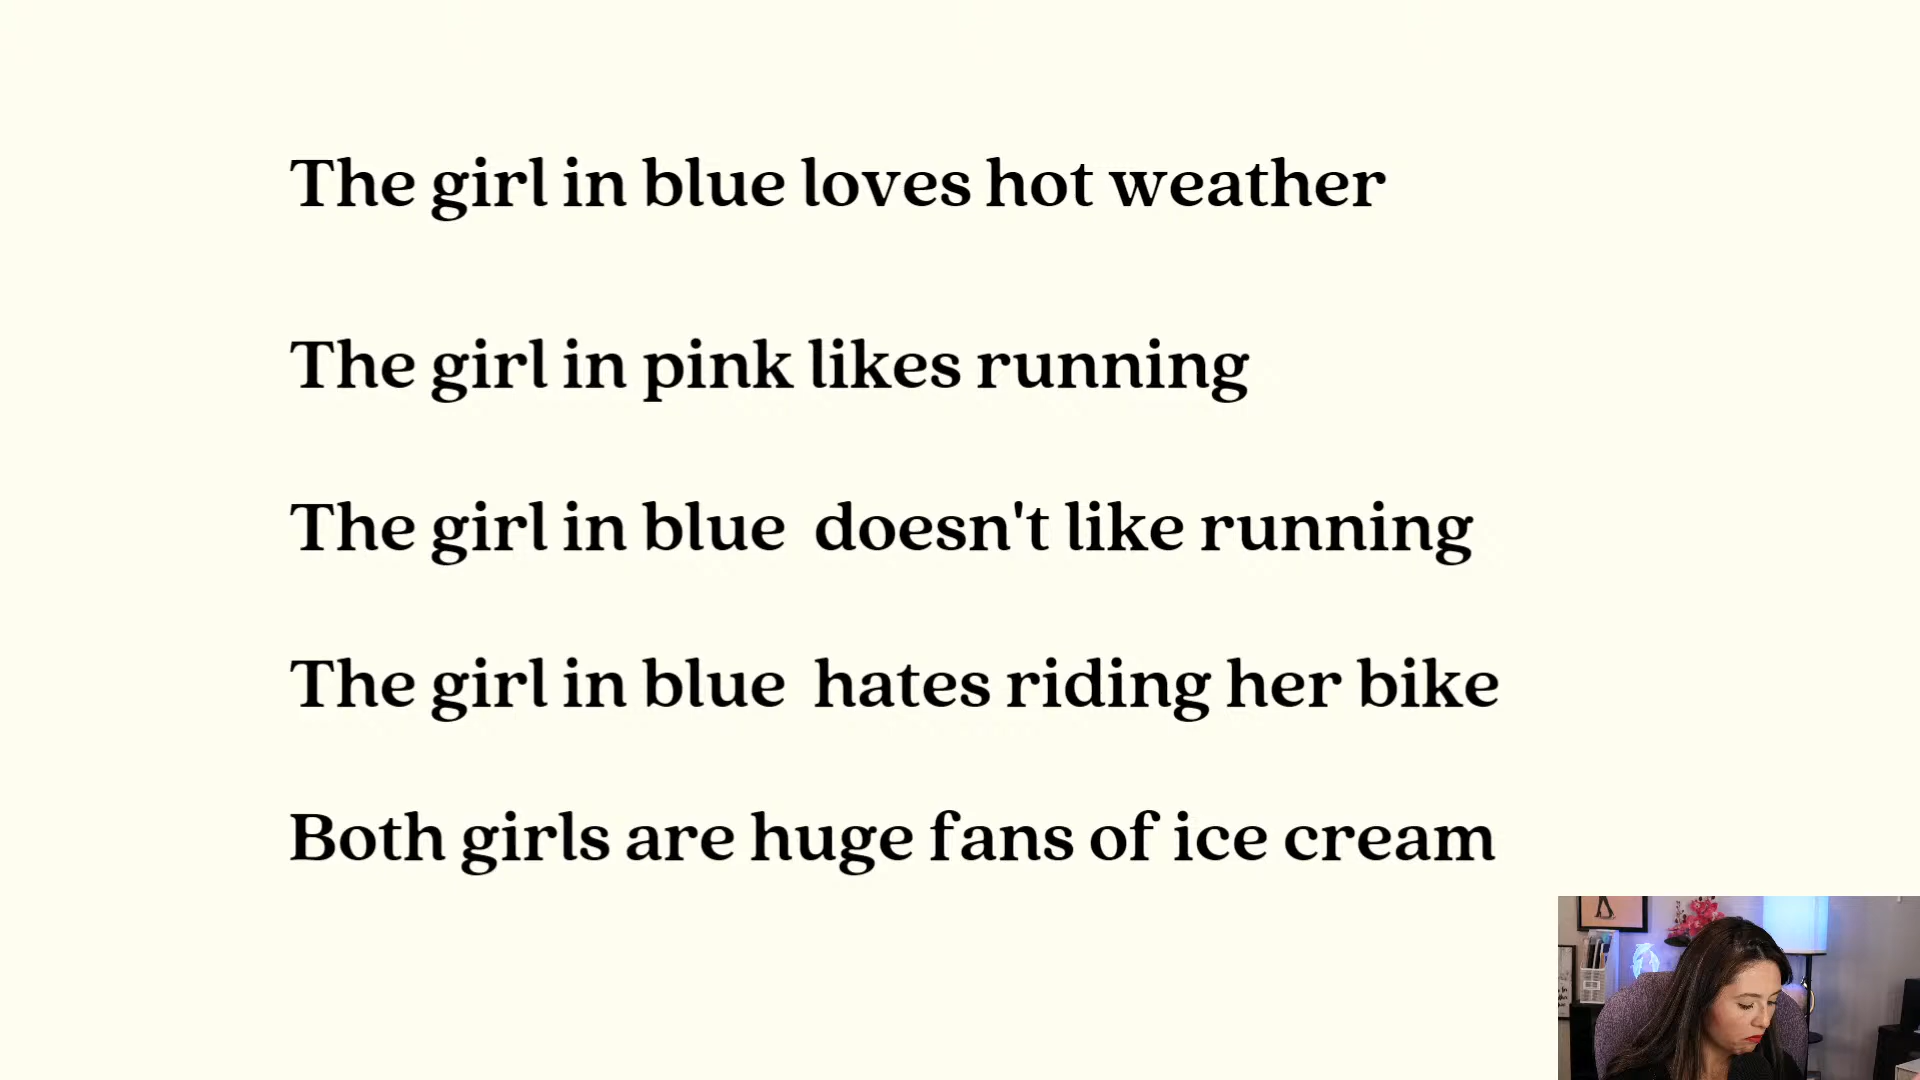 The girl in blue loves hot weather
The girl in pink likes running
The girl in blue  doesn't like running
The girl in blue  hates riding her bike
Both girls are huge fans of ice cream